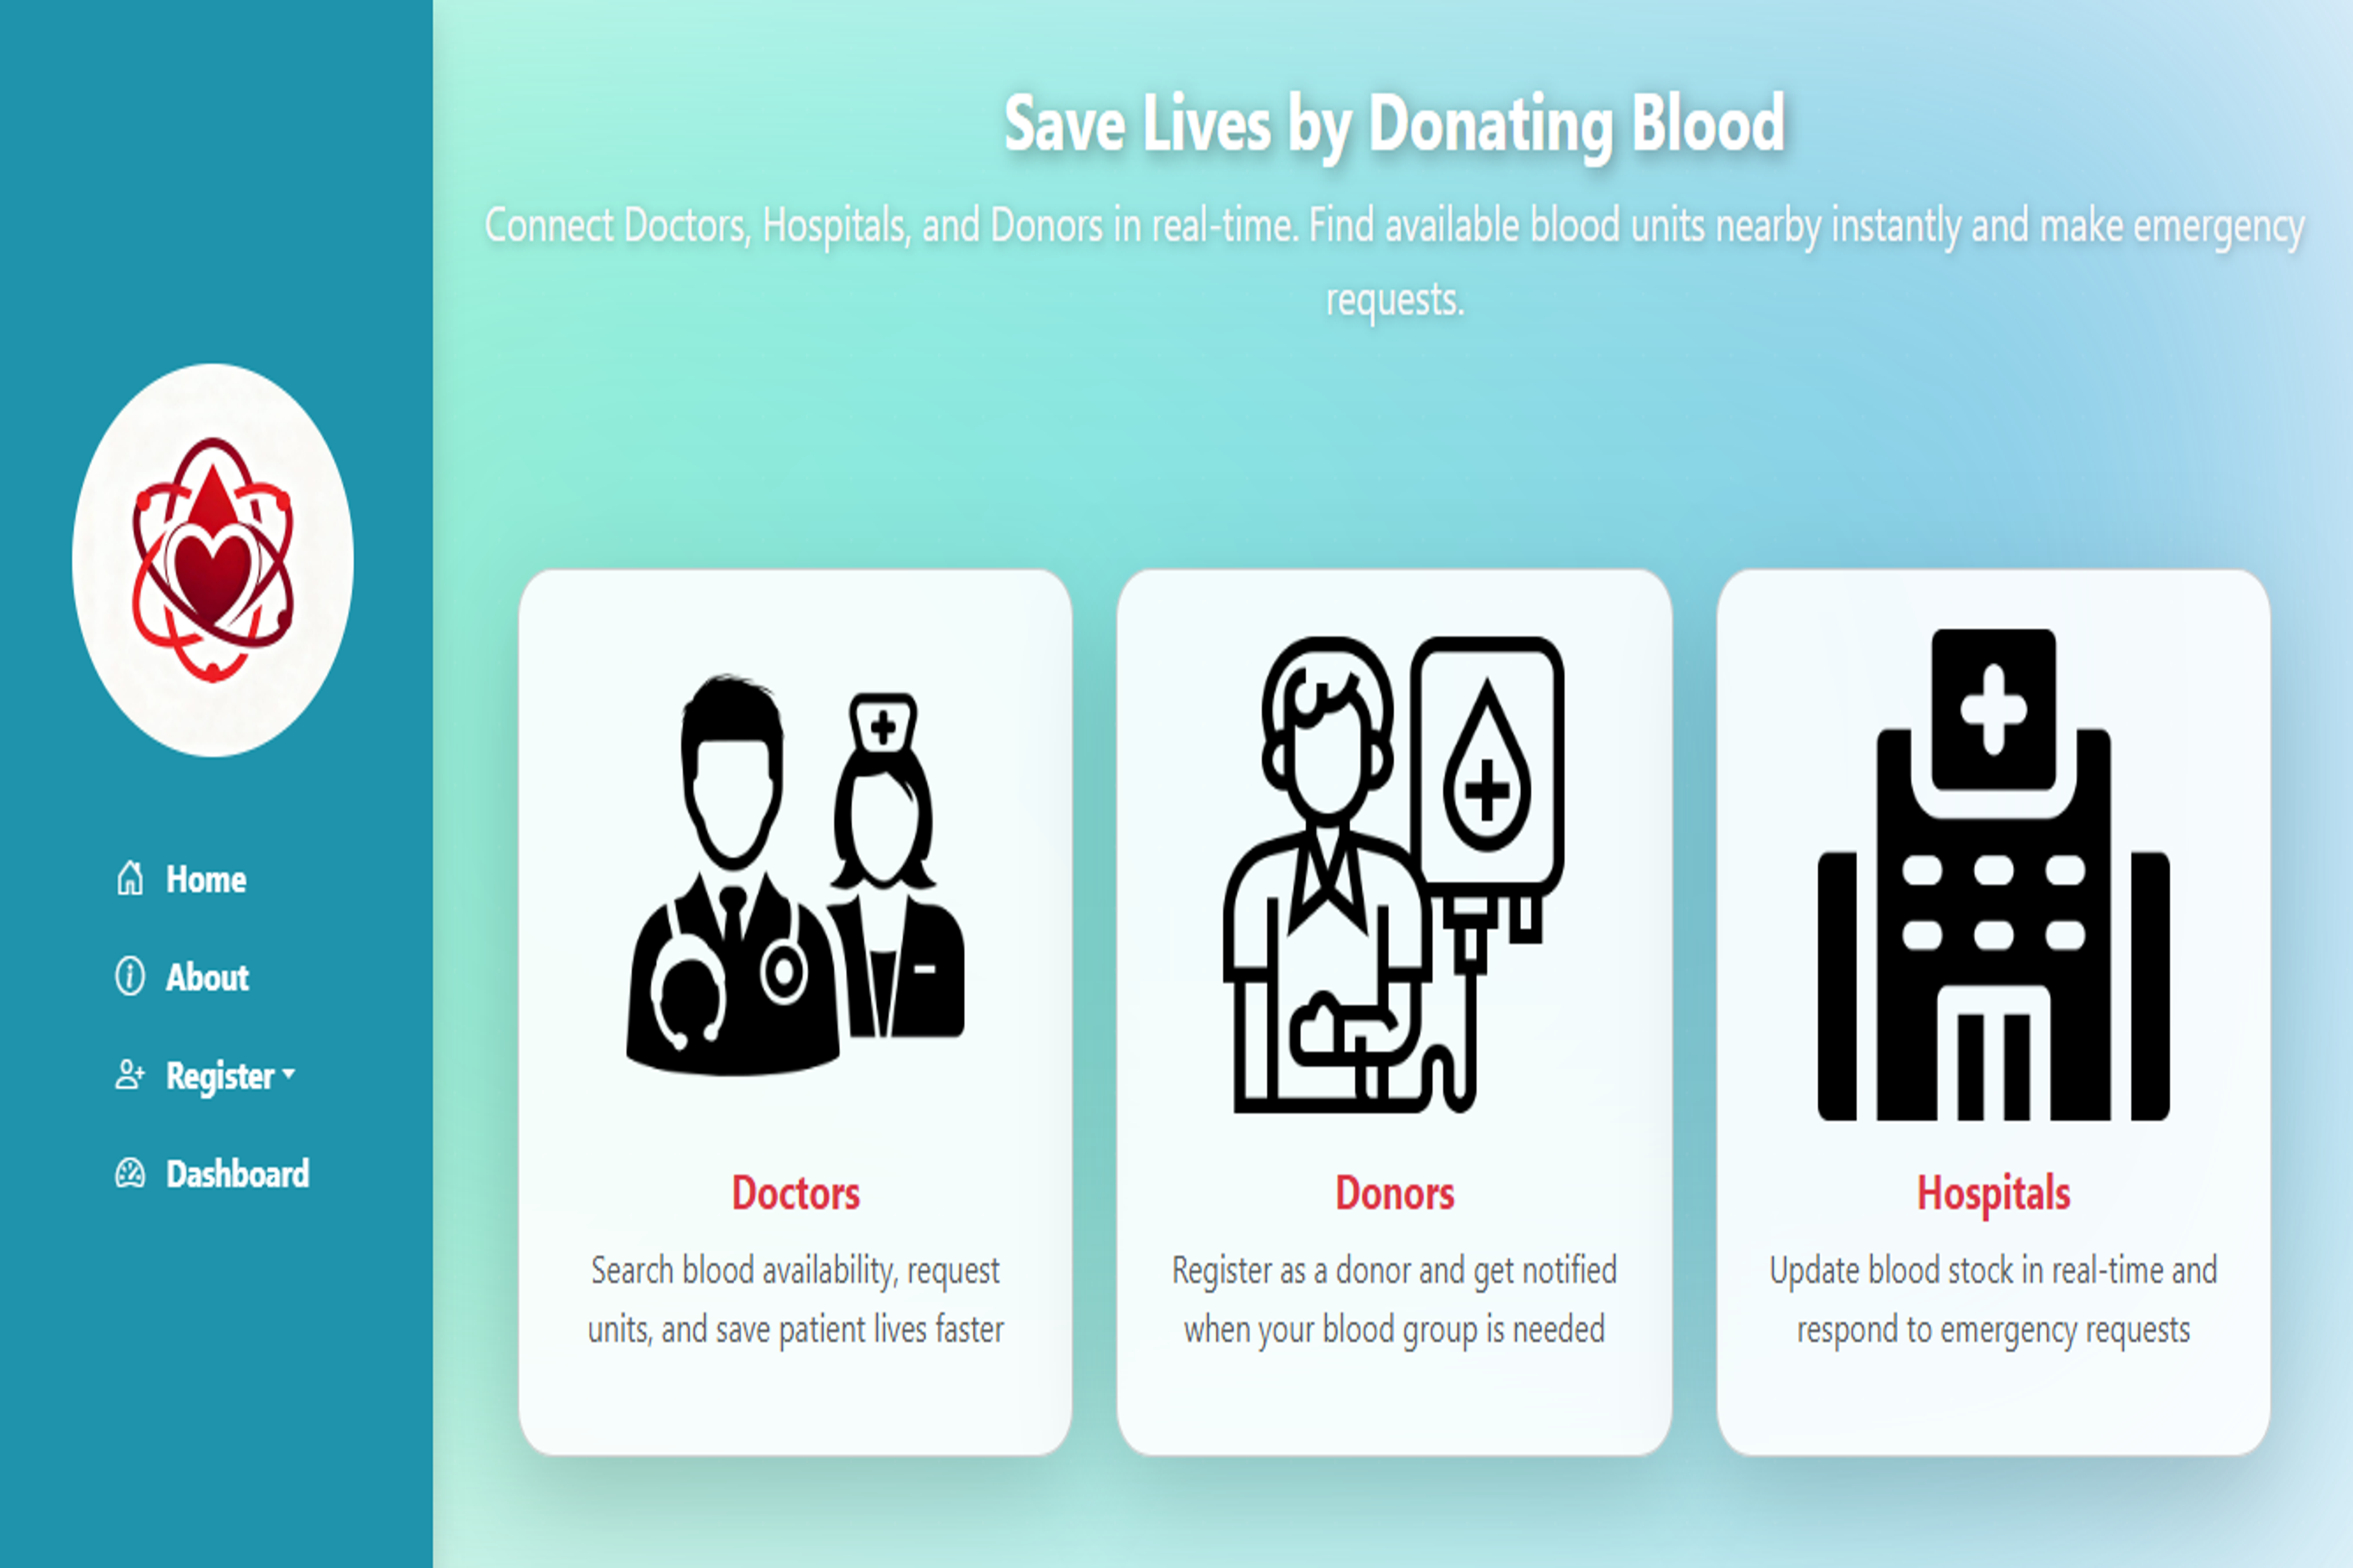 Save Lives by Donating Blood
Connect Doctors, Hospitals, and Donors in real-time. Find available blood units nearby instantly and make emergency
requests.
Home
About
Register
Dashboard
Doctors
Search blood availability, request
units, and save patient lives faster
Donors
Register as a donor and get notified
when your blood group is needed
Hospitals
Update blood stock in real-time and
respond to emergency requests